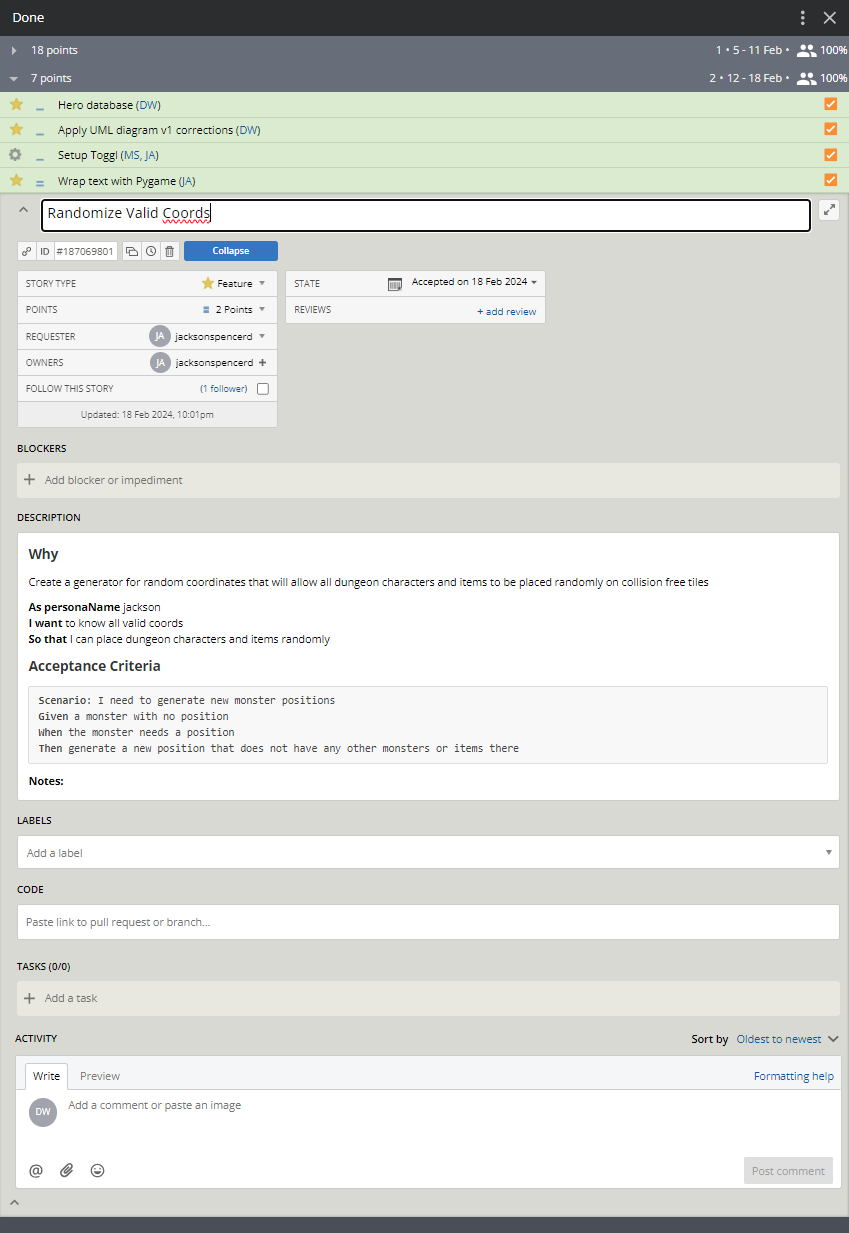 Done
18 points 1 • 5 - 11 Feb • 100%
7 points 2 • 12 - 18 Feb • 100%
Hero database (DW)
Apply UML diagram v1 corrections (DW)
Setup Toggl (MS, JA)
Wrap text with Pygame (JA)
Randomize Valid Coords
ID #187069801 Collapse
STORY TYPE Feature STATE Accepted on 18 Feb 2024
POINTS 2 Points REVIEWS + add review
REQUESTER JA jacksonspencerd
OWNERS JA jacksonspencerd +
FOLLOW THIS STORY (1 follower)
Updated: 18 Feb 2024, 10:01pm
BLOCKERS
+ Add blocker or impediment
DESCRIPTION
Why
Create a generator for random coordinates that will allow all dungeon characters and items to be placed randomly on collision free tiles
As personaName jackson
I want to know all valid coords
So that I can place dungeon characters and items randomly
Acceptance Criteria
Scenario: I need to generate new monster positions
Given a monster with no position
When the monster needs a position
Then generate a new position that does not have any other monsters or items there
Notes:
LABELS
Add a label
CODE
Paste link to pull request or branch...
TASKS (0/0)
+ Add a task
ACTIVITY Sort by Oldest to newest
Write Preview Formatting help
DW Add a comment or paste an image
@ Post comment